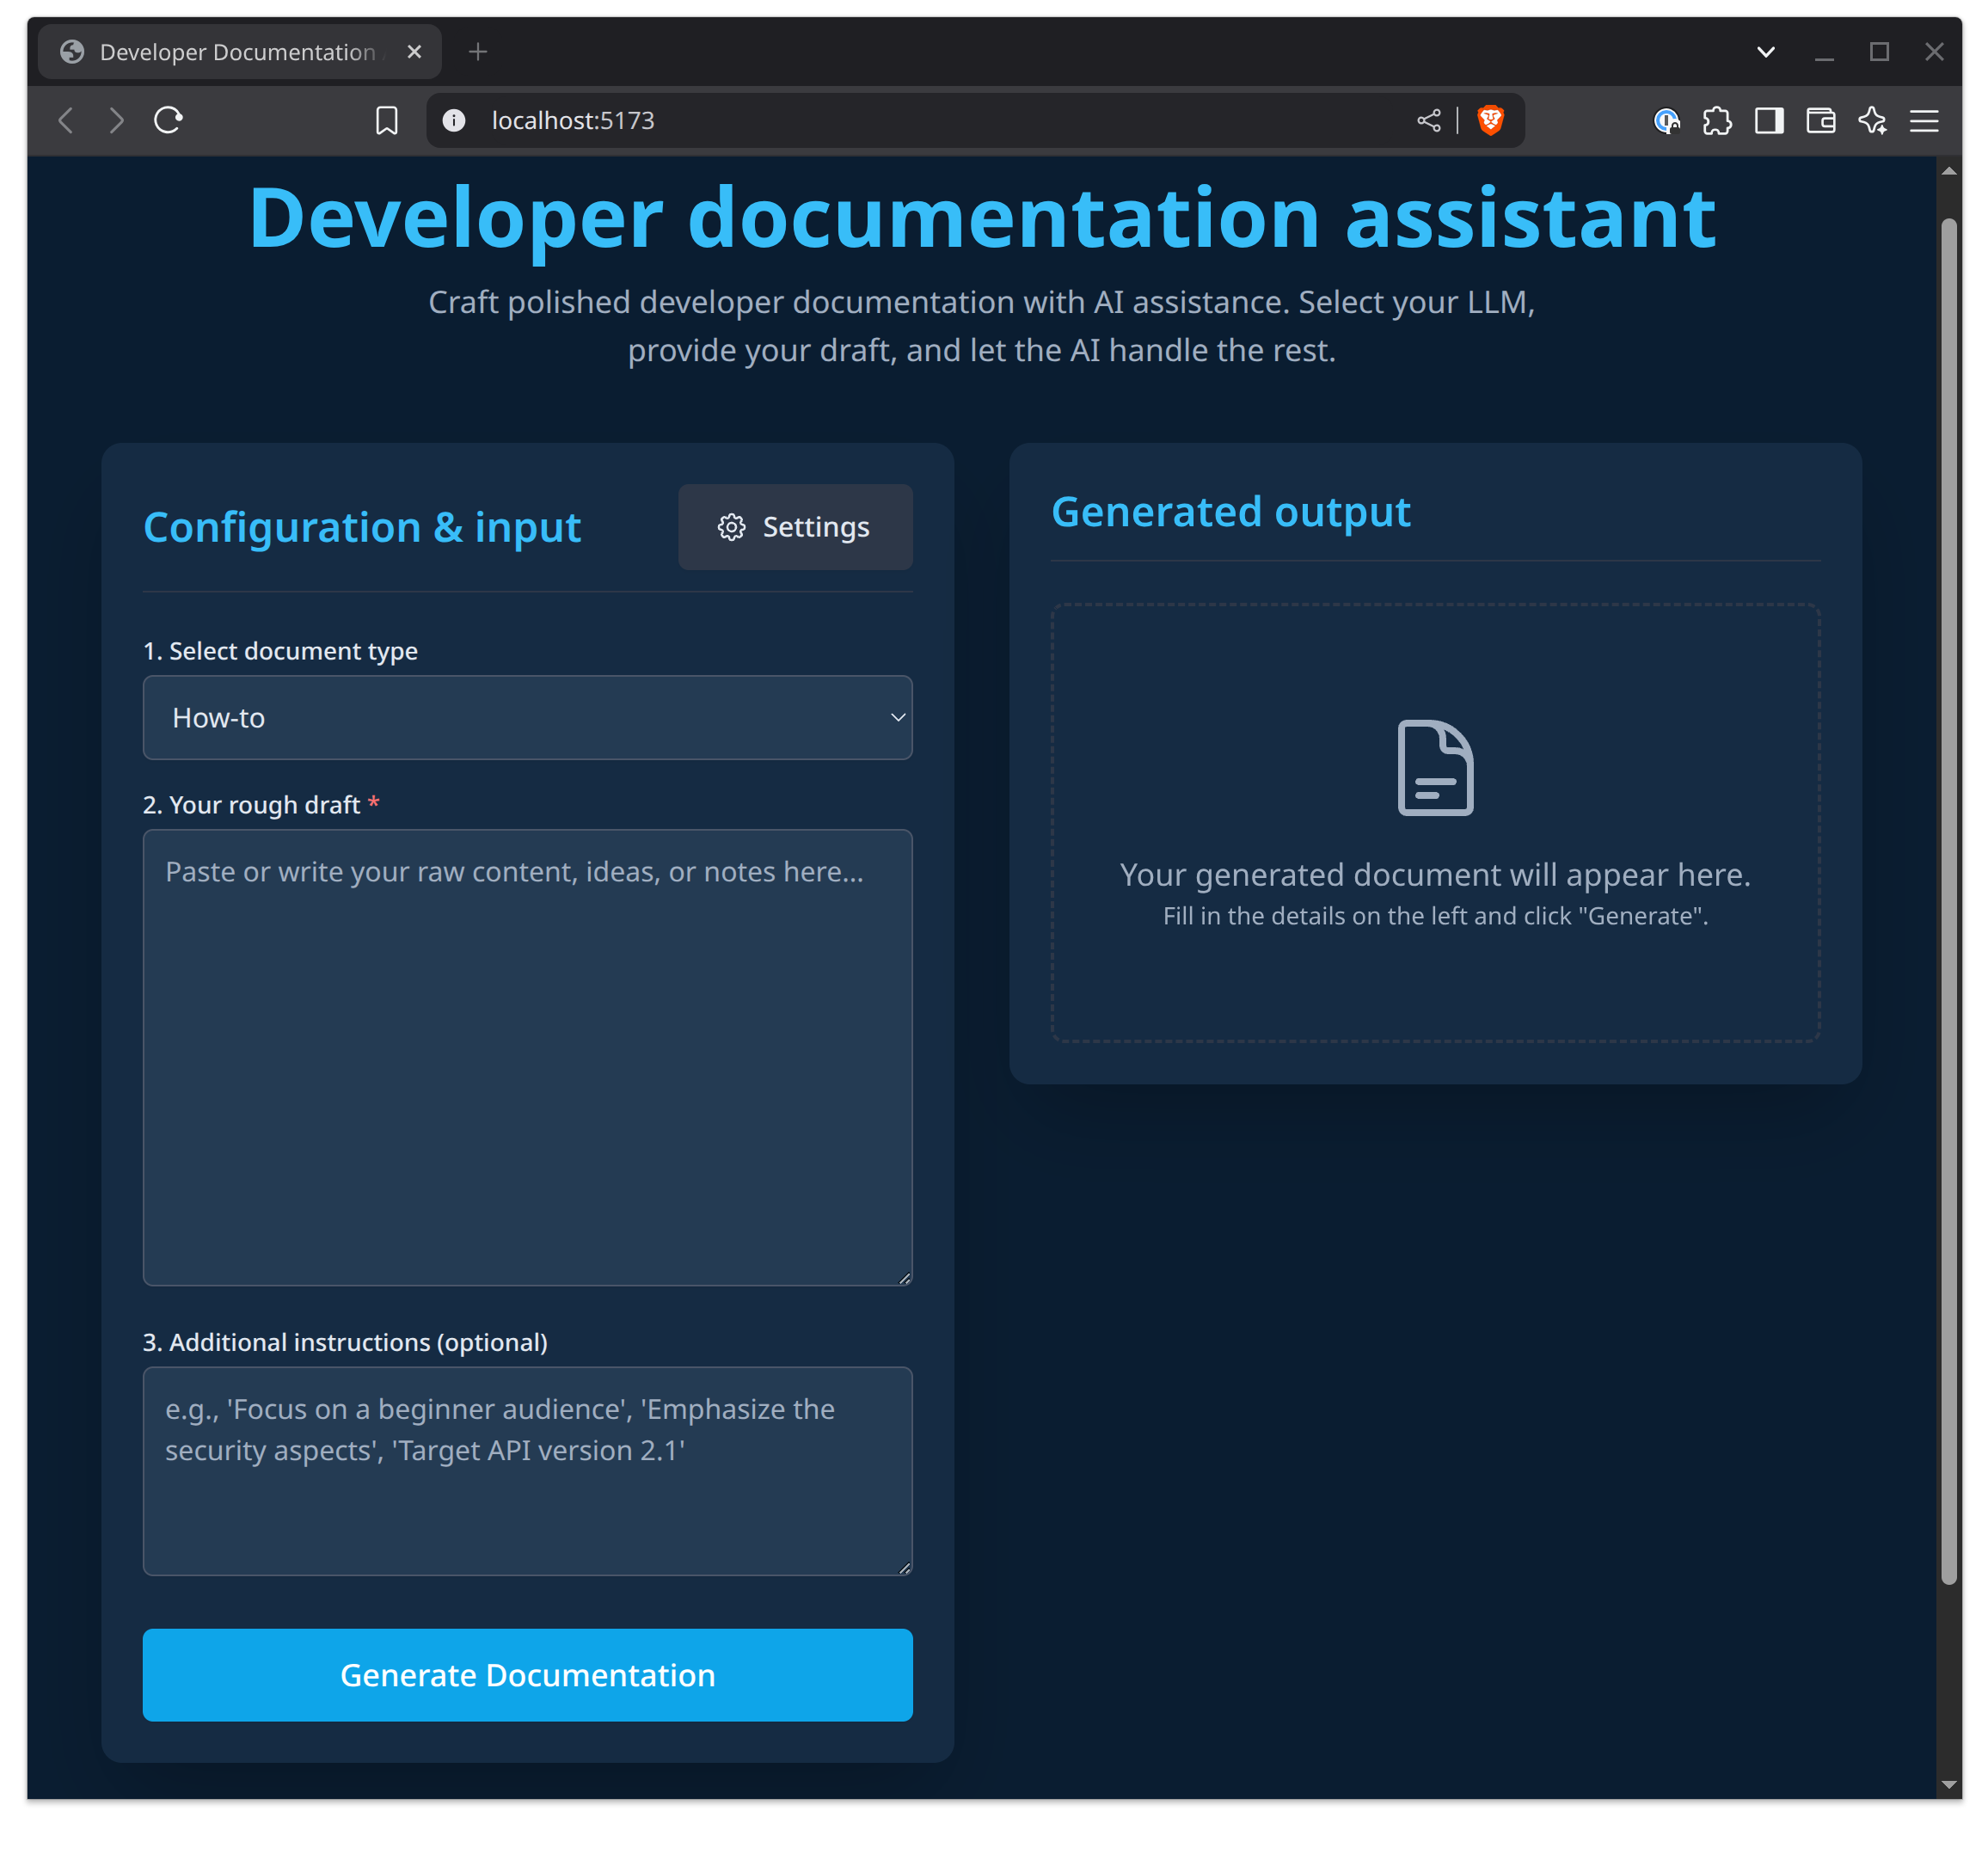 Developer Documentation
localhost:5173
Developer documentation assistant
Craft polished developer documentation with AI assistance. Select your LLM,
provide your draft, and let the AI handle the rest.
Configuration & input
Settings
1. Select document type
How-to
2. Your rough draft *
Paste or write your raw content, ideas, or notes here...
3. Additional instructions (optional)
e.g., 'Focus on a beginner audience', 'Emphasize the
security aspects', 'Target API version 2.1'
Generate Documentation
Generated output
Your generated document will appear here.
Fill in the details on the left and click "Generate".